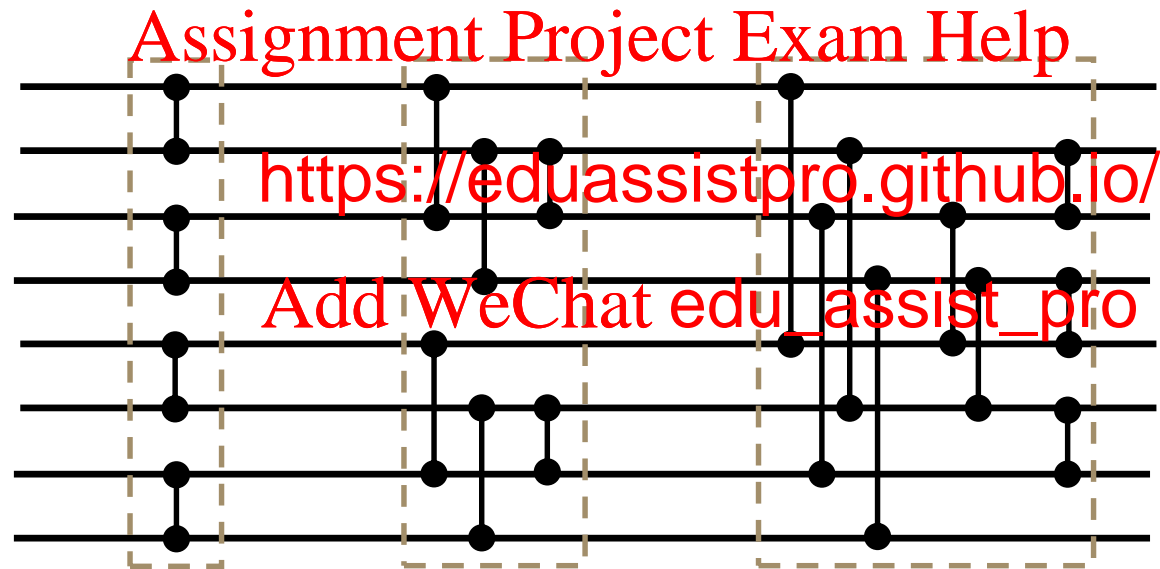 Assignment Project Exam Help
https://eduassistpro.github.io/
Add WeChat edu_assist_pro